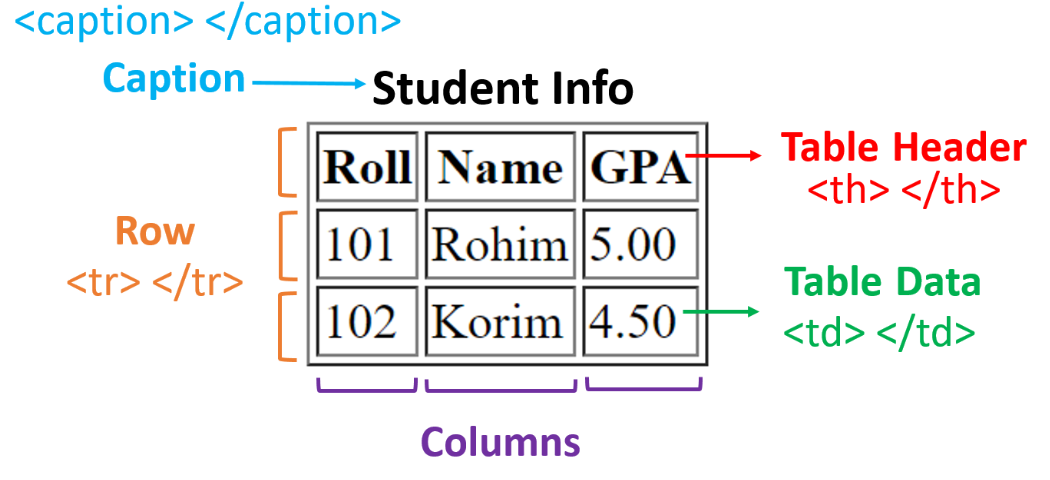 <caption> </caption>
Caption
Student Info
Roll Name GPA
Table Header
<th> </th>
Row
<tr> </tr>
101 Rohim 5.00
Table Data
<td> </td>
102 Korim 4.50
Columns